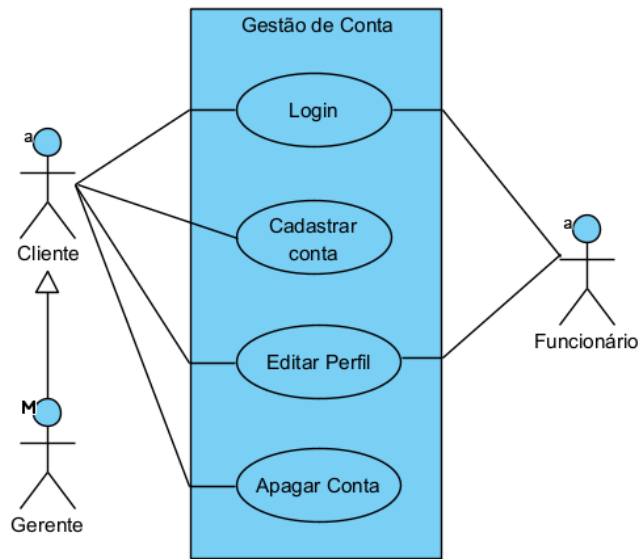 Gestão de Conta
Login
a
Cliente
Cadastrar
conta
a
Funcionário
Editar Perfil
M
Gerente
Apagar Conta